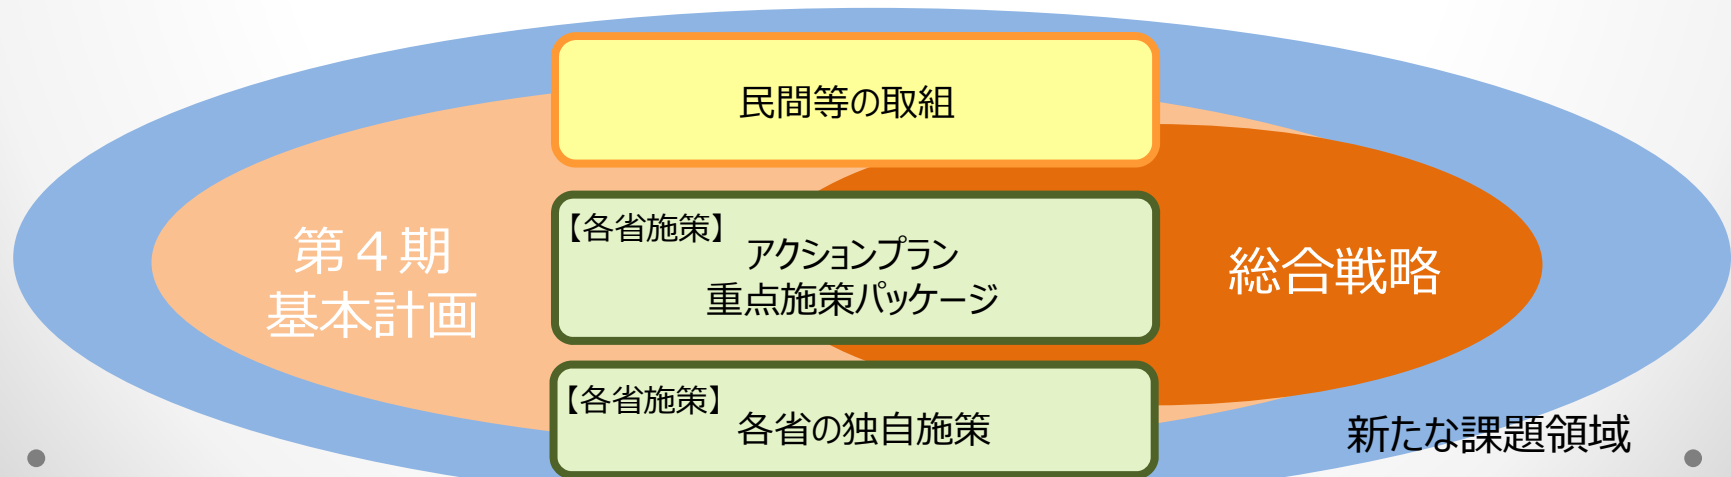 民間等の取組
第４期
基本計画
【各省施策】
アクションプラン
重点施策パッケージ
総合戦略
【各省施策】
各省の独自施策
新たな課題領域